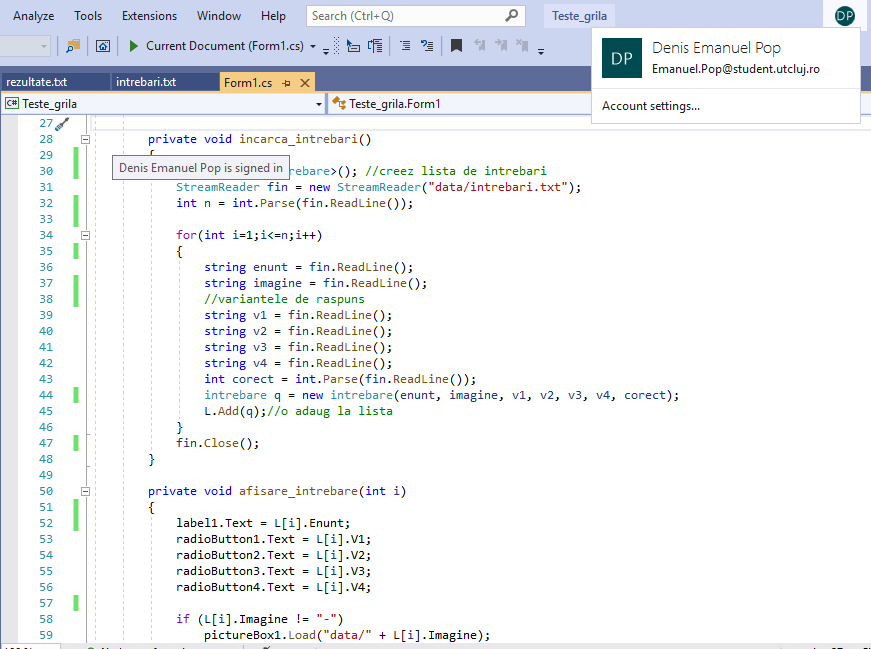 Analyze Tools Extensions Window Help Search (Ctrl+Q) Teste_grila DP
Current Document (Form1.cs)
DP Denis Emanuel Pop
Emanuel.Pop@student.utcluj.ro
Account settings...
rezultate.txt intrebari.txt Form1.cs
C# Teste_grila Teste_grila.Form1
27
28 private void incarca_intrebari()
29 {
Denis Emanuel Pop is signed in
30 rebare>(); //creez lista de intrebari
31 StreamReader fin = new StreamReader("data/intrebari.txt");
32 int n = int.Parse(fin.ReadLine());
33
34 for(int i=1;i<=n;i++)
35 {
36 string enunt = fin.ReadLine();
37 string imagine = fin.ReadLine();
38 //variantele de raspuns
39 string v1 = fin.ReadLine();
40 string v2 = fin.ReadLine();
41 string v3 = fin.ReadLine();
42 string v4 = fin.ReadLine();
43 int corect = int.Parse(fin.ReadLine());
44 intrebare q = new intrebare(enunt, imagine, v1, v2, v3, v4, corect);
45 L.Add(q);//o adaug la lista
46 }
47 fin.Close();
48 }
49
50 private void afisare_intrebare(int i)
51 {
52 label1.Text = L[i].Enunt;
53 radioButton1.Text = L[i].V1;
54 radioButton2.Text = L[i].V2;
55 radioButton3.Text = L[i].V3;
56 radioButton4.Text = L[i].V4;
57
58 if (L[i].Imagine != "-")
59 pictureBox1.Load("data/" + L[i].Imagine);